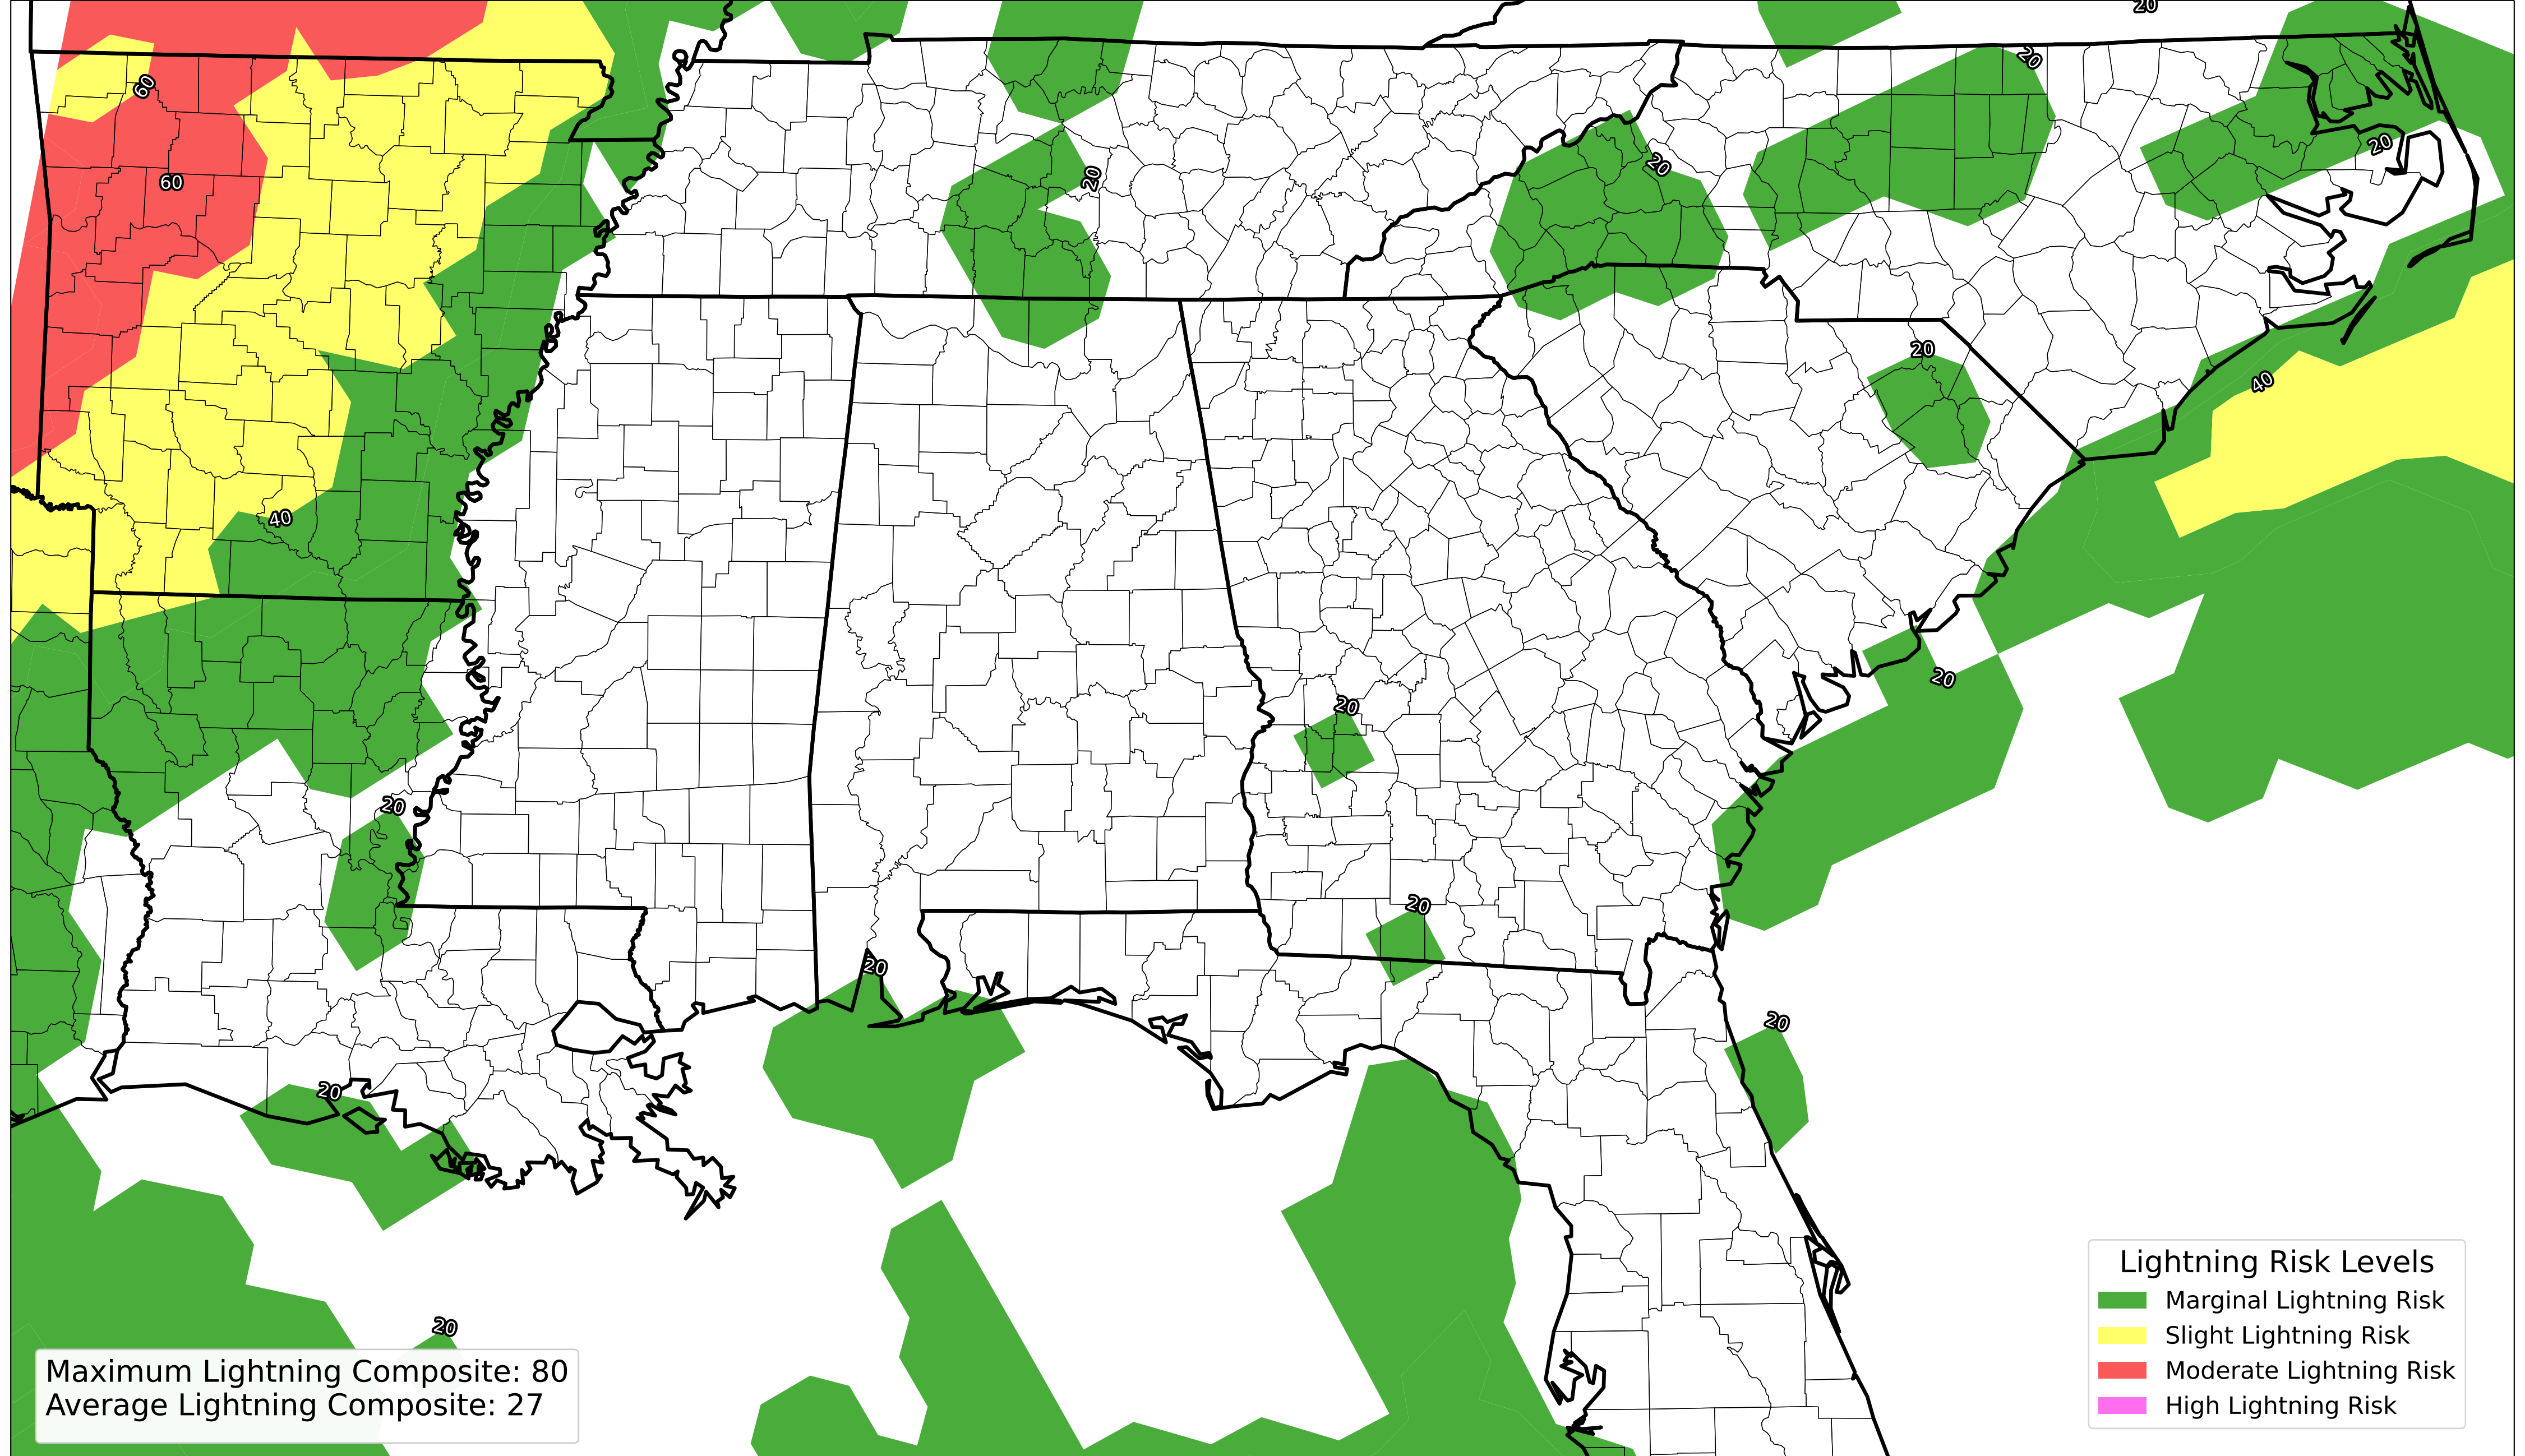 20
20
60
20
20
20
60
20
40
40
20
20
20
20
20
20
20
20
Lightning Risk Levels
Marginal Lightning Risk
Slight Lightning Risk
Moderate Lightning Risk
High Lightning Risk
20
Maximum Lightning Composite: 80
Average Lightning Composite: 27